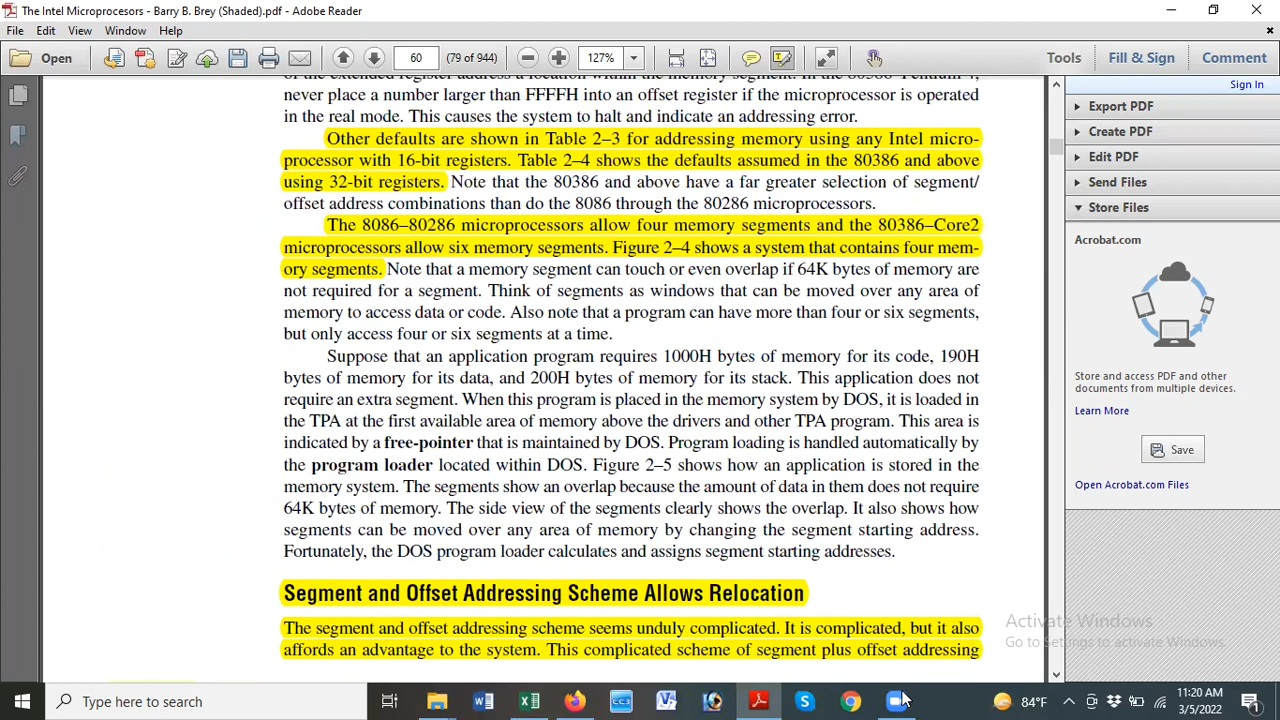 The Intel Microprocesors - Barry B. Brey (Shaded).pdf - Adobe Reader
File Edit View Window Help
Open 60 (79 of 944) 127% Tools Fill & Sign Comment
never place a number larger than FFFFH into an offset register if the microprocessor is operated
in the real mode. This causes the system to halt and indicate an addressing error.
Other defaults are shown in Table 2–3 for addressing memory using any Intel micro-
processor with 16-bit registers. Table 2–4 shows the defaults assumed in the 80386 and above
using 32-bit registers. Note that the 80386 and above have a far greater selection of segment/
offset address combinations than do the 8086 through the 80286 microprocessors.
The 8086–80286 microprocessors allow four memory segments and the 80386–Core2
microprocessors allow six memory segments. Figure 2–4 shows a system that contains four mem-
ory segments. Note that a memory segment can touch or even overlap if 64K bytes of memory are
not required for a segment. Think of segments as windows that can be moved over any area of
memory to access data or code. Also note that a program can have more than four or six segments,
but only access four or six segments at a time.
Suppose that an application program requires 1000H bytes of memory for its code, 190H
bytes of memory for its data, and 200H bytes of memory for its stack. This application does not
require an extra segment. When this program is placed in the memory system by DOS, it is loaded in
the TPA at the first available area of memory above the drivers and other TPA program. This area is
indicated by a free-pointer that is maintained by DOS. Program loading is handled automatically by
the program loader located within DOS. Figure 2–5 shows how an application is stored in the
memory system. The segments show an overlap because the amount of data in them does not require
64K bytes of memory. The side view of the segments clearly shows the overlap. It also shows how
segments can be moved over any area of memory by changing the segment starting address.
Fortunately, the DOS program loader calculates and assigns segment starting addresses.
Segment and Offset Addressing Scheme Allows Relocation
The segment and offset addressing scheme seems unduly complicated. It is complicated, but it also
affords an advantage to the system. This complicated scheme of segment plus offset addressing
Sign In
Export PDF
Create PDF
Edit PDF
Send Files
Store Files
Acrobat.com
Store and access PDF and other
documents from multiple devices.
Learn More
Save
Open Acrobat.com Files
Activate Windows
Go to Settings to activate Windows.
Type here to search
CC3
84°F
11:20 AM
3/5/2022
1